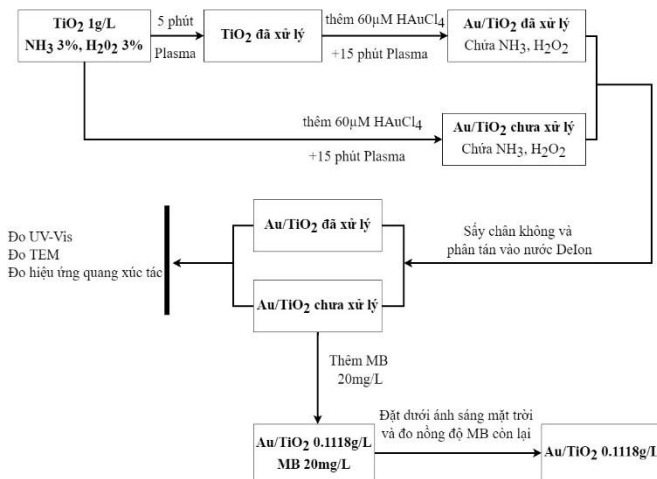 TiO2 1g/L
NH3 3%, H2O2 3%
5 phút
Plasma
TiO2 đã xử lý
thêm 60µM HAuCl4
+15 phút Plasma
Au/TiO2 đã xử lý
Chứa NH3, H2O2
thêm 60µM HAuCl4
+15 phút Plasma
Au/TiO2 chưa xử lý
Chứa NH3, H2O2
Sấy chân không và
phân tán vào nước DeIon
Au/TiO2 đã xử lý
Au/TiO2 chưa xử lý
Đo UV-Vis
Đo TEM
Đo hiệu ứng quang xúc tác
Thêm MB
20mg/L
Au/TiO2 0.1118g/L
MB 20mg/L
Đặt dưới ánh sáng mặt trời
và đo nồng độ MB còn lại
Au/TiO2 0.1118g/L